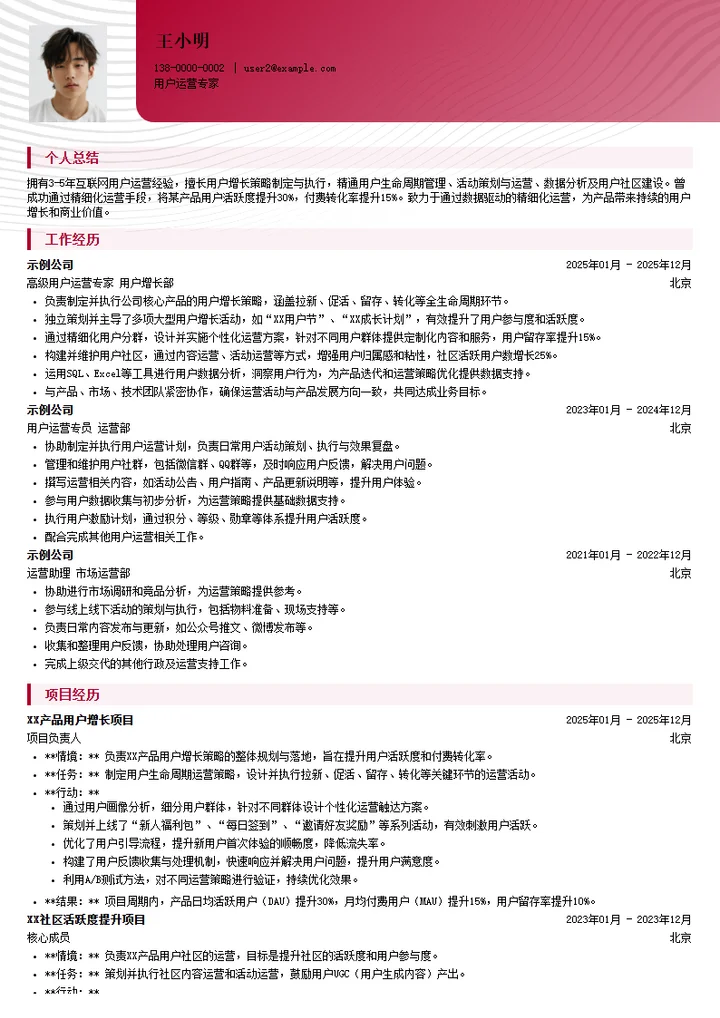 王小明
138-0000-0002 | user2@example.com
用户运营专家
个人总结
拥有3-5年互联网用户运营经验，擅长用户增长策略制定与执行，精通用户生命周期管理、活动策划与运营、数据分析及用户社区建设。曾
成功通过精细化运营手段，将某产品用户活跃度提升30%，付费转化率提升15%。致力于通过数据驱动的精细化运营，为产品带来持续的用户
增长和商业价值。
工作经历
示例公司 2025年01月 - 2025年12月
高级用户运营专家 用户增长部 北京
• 负责制定并执行公司核心产品的用户增长策略，涵盖拉新、促活、留存、转化等全生命周期环节。
• 独立策划并主导了多项大型用户增长活动，如“XX用户节”、“XX成长计划”，有效提升了用户参与度和活跃度。
• 通过精细化用户分群，设计并实施个性化运营方案，针对不同用户群体提供定制化内容和服务，用户留存率提升15%。
• 构建并维护用户社区，通过内容运营、活动运营等方式，增强用户归属感和粘性，社区活跃用户数增长25%。
• 运用SQL、Excel等工具进行用户数据分析，洞察用户行为，为产品迭代和运营策略优化提供数据支持。
• 与产品、市场、技术团队紧密协作，确保运营活动与产品发展方向一致，共同达成业务目标。
示例公司 2023年01月 - 2024年12月
用户运营专员 运营部 北京
• 协助制定并执行用户运营计划，负责日常用户活动策划、执行与效果复盘。
• 管理和维护用户社群，包括微信群、QQ群等，及时响应用户反馈，解决用户问题。
• 撰写运营相关内容，如活动公告、用户指南、产品更新说明等，提升用户体验。
• 参与用户数据收集与初步分析，为运营策略提供基础数据支持。
• 执行用户激励计划，通过积分、等级、勋章等体系提升用户活跃度。
• 配合完成其他用户运营相关工作。
示例公司 2021年01月 - 2022年12月
运营助理 市场运营部 北京
• 协助进行市场调研和竞品分析，为运营策略提供参考。
• 参与线上线下活动的策划与执行，包括物料准备、现场支持等。
• 负责日常内容发布与更新，如公众号推文、微博发布等。
• 收集和整理用户反馈，协助处理用户咨询。
• 完成上级交代的其他行政及运营支持工作。
项目经历
XX产品用户增长项目 2025年01月 - 2025年12月
项目负责人 北京
• **情境：** 负责XX产品用户增长策略的整体规划与落地，旨在提升用户活跃度和付费转化率。
• **任务：** 制定用户生命周期运营策略，设计并执行拉新、促活、留存、转化等关键环节的运营活动。
• **行动：**
• 通过用户画像分析，细分用户群体，针对不同群体设计个性化运营触达方案。
• 策划并上线了“新人福利包”、“每日签到”、“邀请好友奖励”等系列活动，有效刺激用户活跃。
• 优化了用户引导流程，提升新用户首次体验的顺畅度，降低流失率。
• 构建了用户反馈收集与处理机制，快速响应并解决用户问题，提升用户满意度。
• 利用A/B测试方法，对不同运营策略进行验证，持续优化效果。
• **结果：** 项目周期内，产品日均活跃用户（DAU）提升30%，月均付费用户（MAU）提升15%，用户留存率提升10%。
XX社区活跃度提升项目 2023年01月 - 2023年12月
核心成员 北京
• **情境：** 负责XX产品用户社区的运营，目标是提升社区的活跃度和用户参与度。
• **任务：** 策划并执行社区内容运营和活动运营，鼓励用户UGC（用户生成内容）产出。
• **行动：**